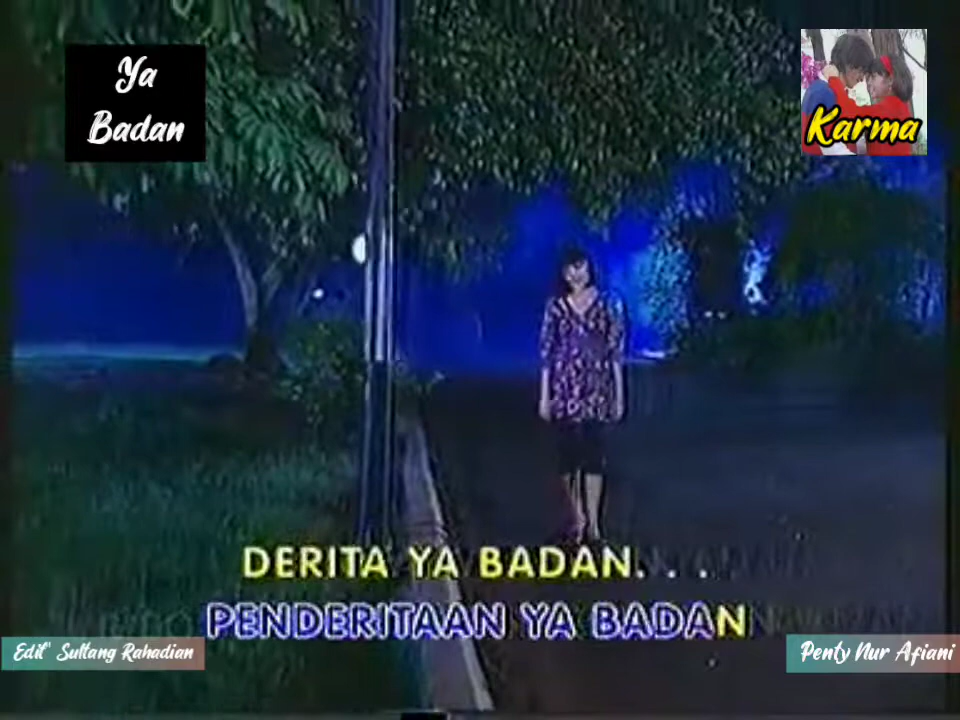 Ya
Badan
Karma
DERITA YA BADAN. . .
PENDERITAAN YA BADAN
Edit" Sultang Rahadian
Penty Nur Afiani